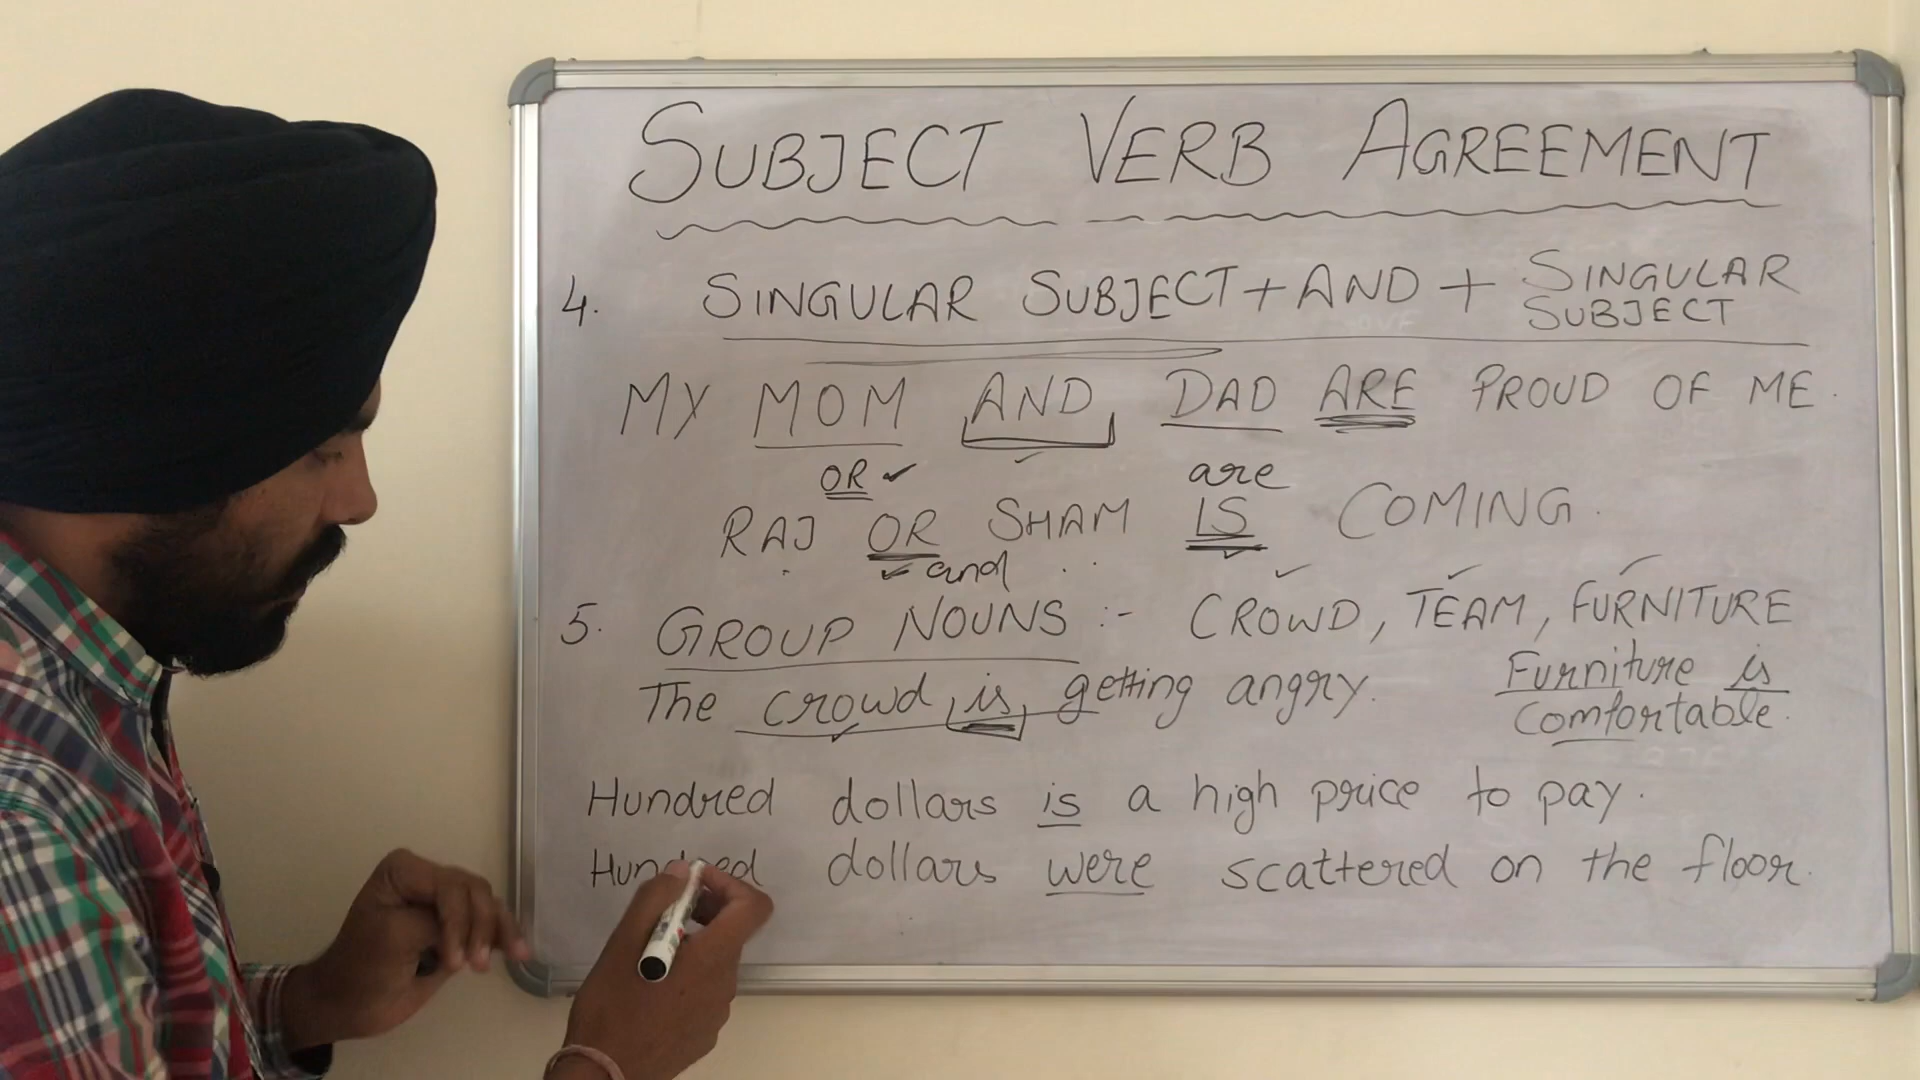 SUBJECT VERB AGREEMENT
4. SINGULAR SUBJECT + AND + SINGULAR SUBJECT
MY MOM AND DAD ARE PROUD OF ME.
OR are
RAJ OR SHAM IS COMING.
and
5. GROUP NOUNS :- CROWD, TEAM, FURNITURE
The crowd is getting angry.
Furniture is
Comfortable.
Hundred dollars is a high price to pay.
Hundred dollars were scattered on the floor.